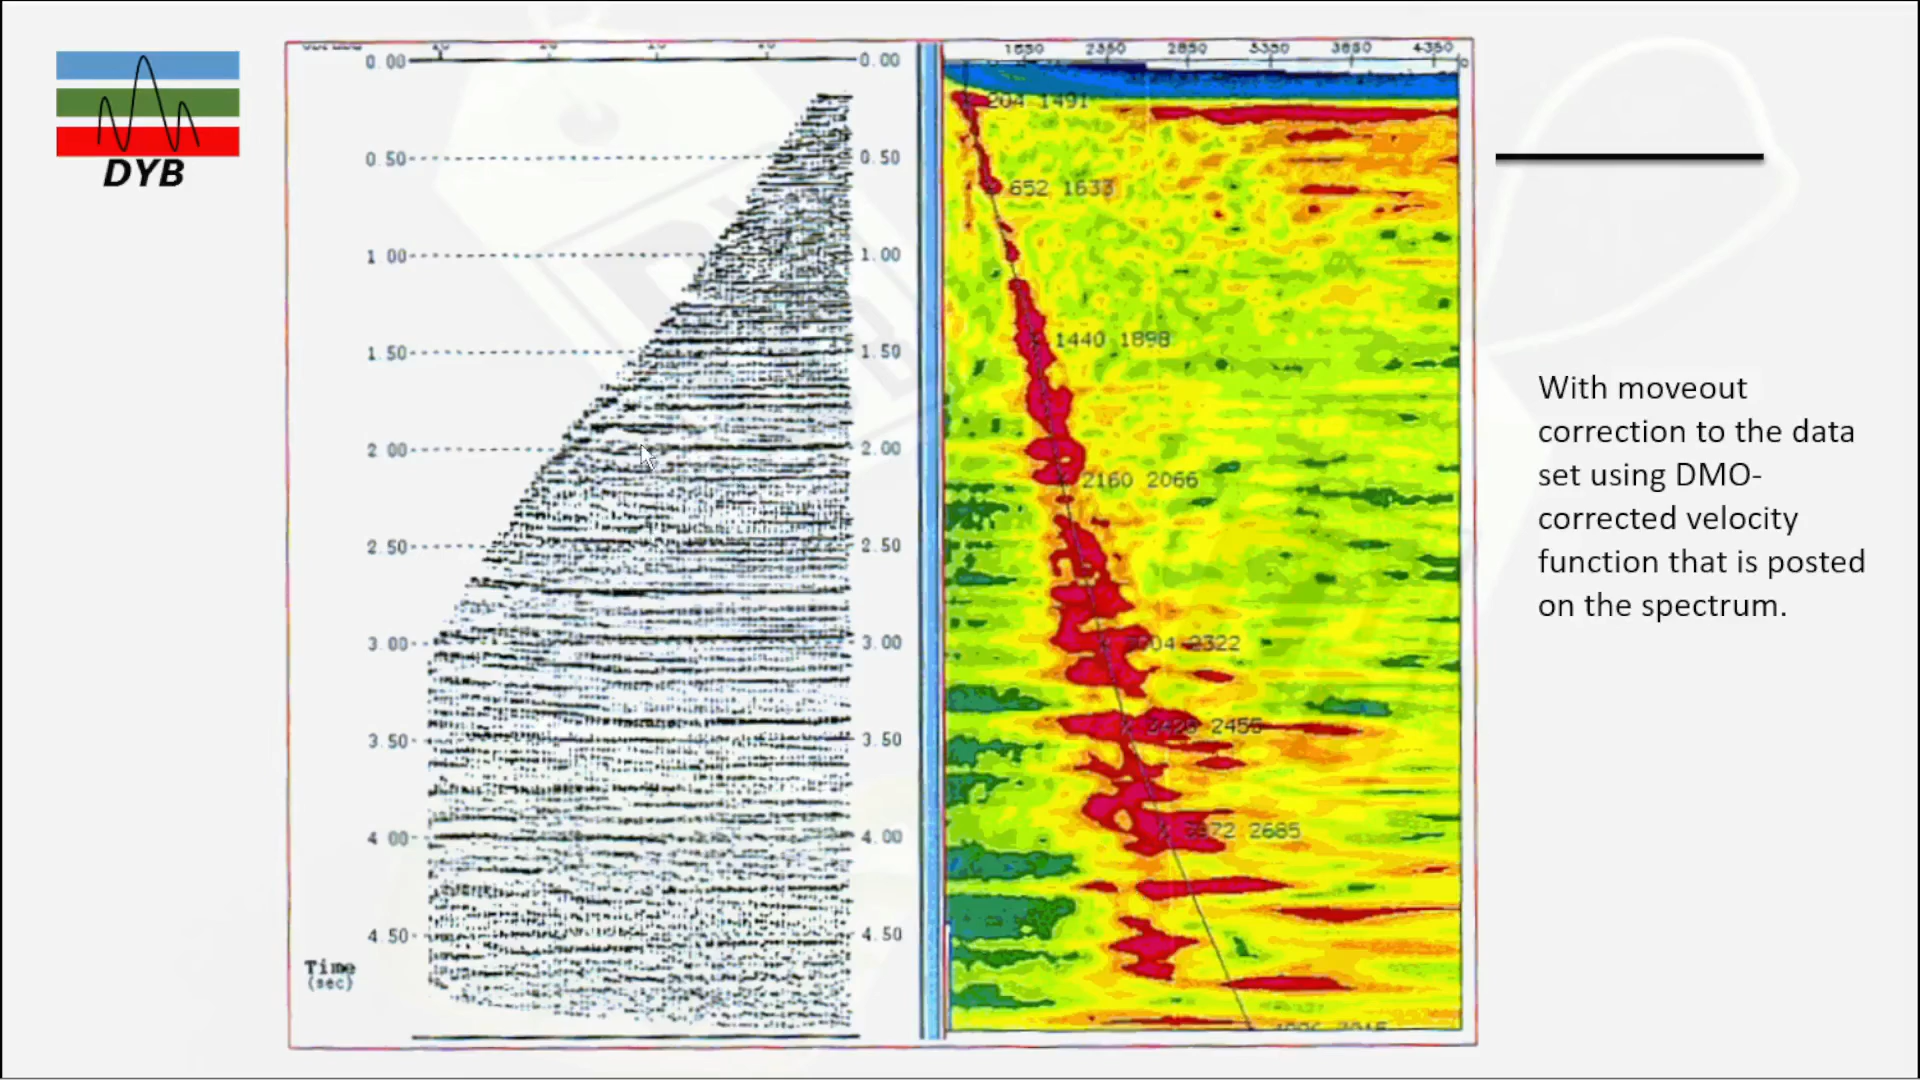 DYB
1850 2350 2850 3350 3850 4350
0.00 0.00
204 1491
0.50 0.50
652 1633
1 00 1.00
1.50 1.50
1440 1898
2 00 2.00
2160 2066
2.50 2.50
3.00 3.00
2322
2455
3.50 3.50
4 00 4.00
2685
4.50 4.50
Time
(sec)
With moveout
correction to the data
set using DMO-
corrected velocity
function that is posted
on the spectrum.